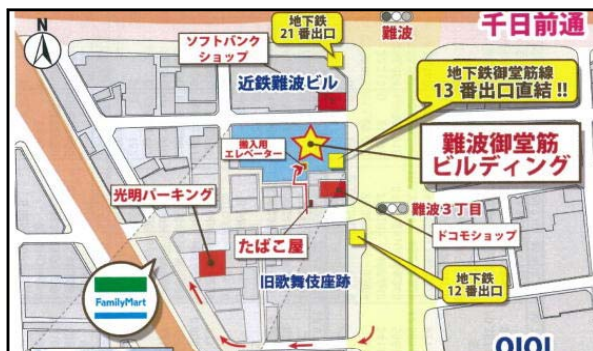 N
ソフトバンク
ショップ
地下鉄
21番出口
難波
千日前通
近鉄難波ビル
地下鉄御堂筋線
13番出口直結!!
搬入用
エレベーター
難波御堂筋
ビルディング
光明パーキング
難波3丁目
たばこ屋
ドコモショップ
旧歌舞伎座跡
地下鉄
12番出口
FamilyMart
OIOI